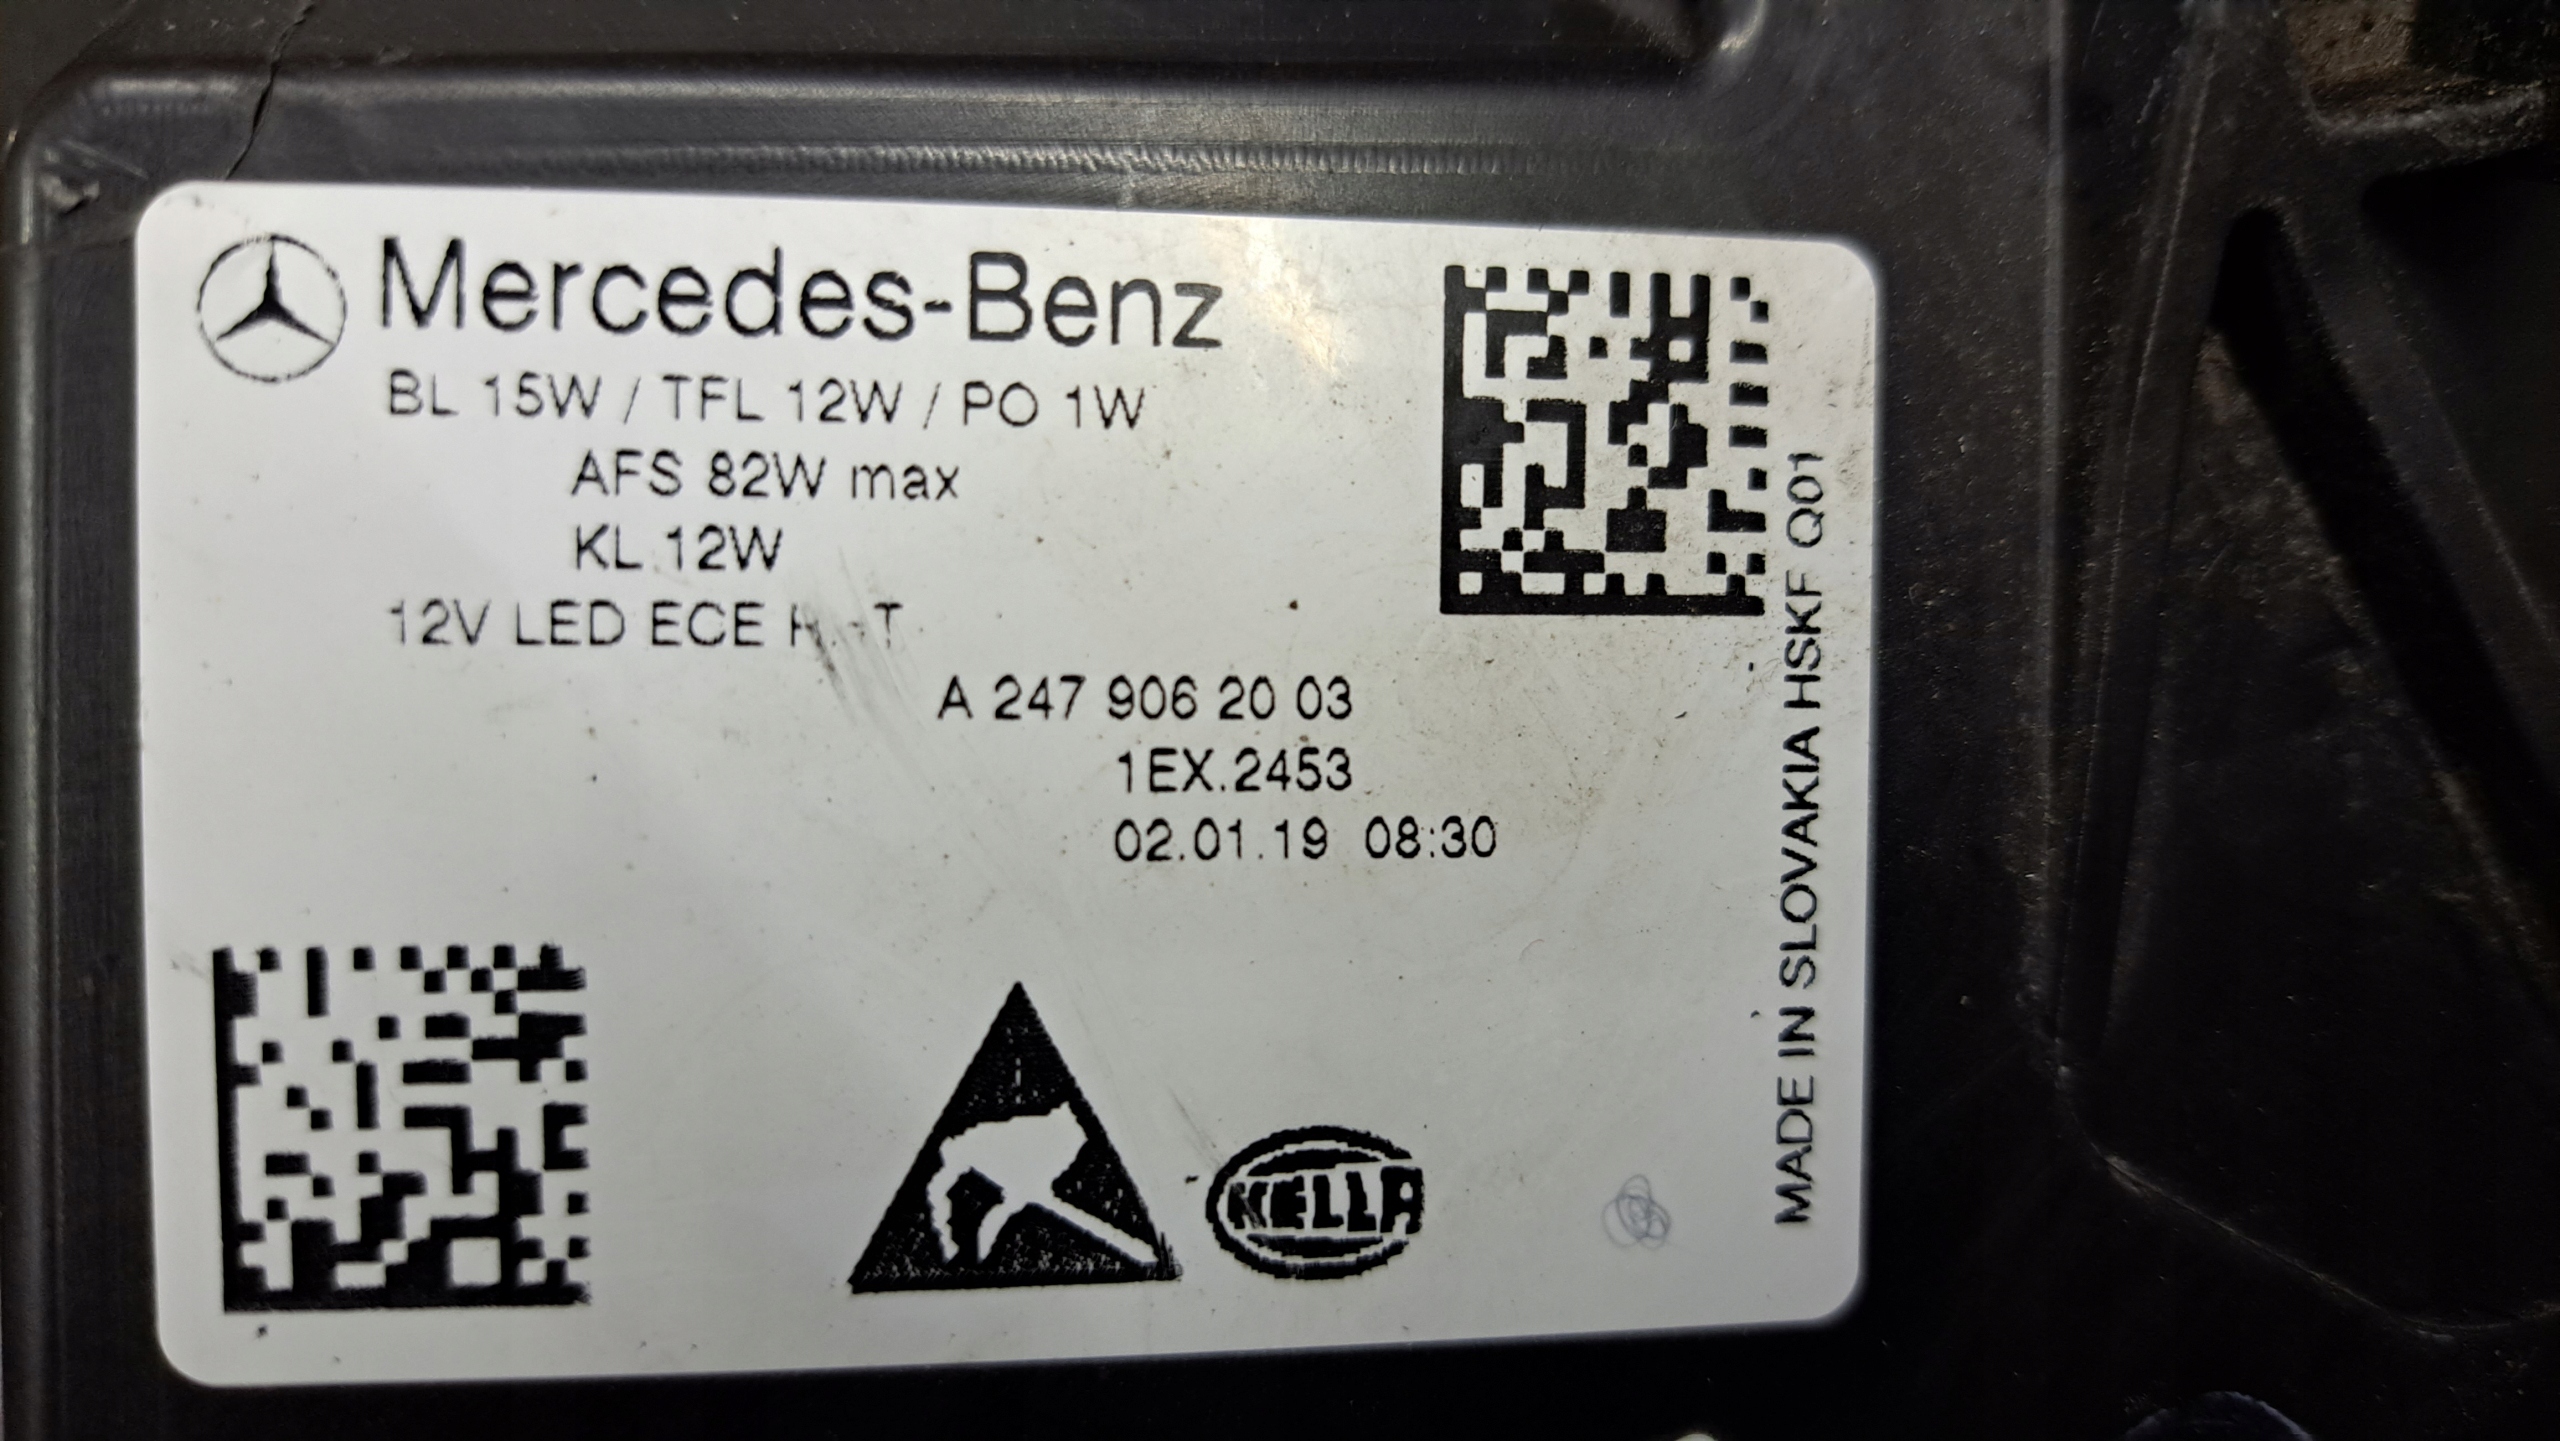 Mercedes-Benz
BL 15W / TFL 12W / PO 1W
AFS 82W max
KL 12W
12V LED ECE
A 247 906 20 03
1EX.2453
02.01.19 08:30
HELLA
MADE IN SLOVAKIA HSKF Q01